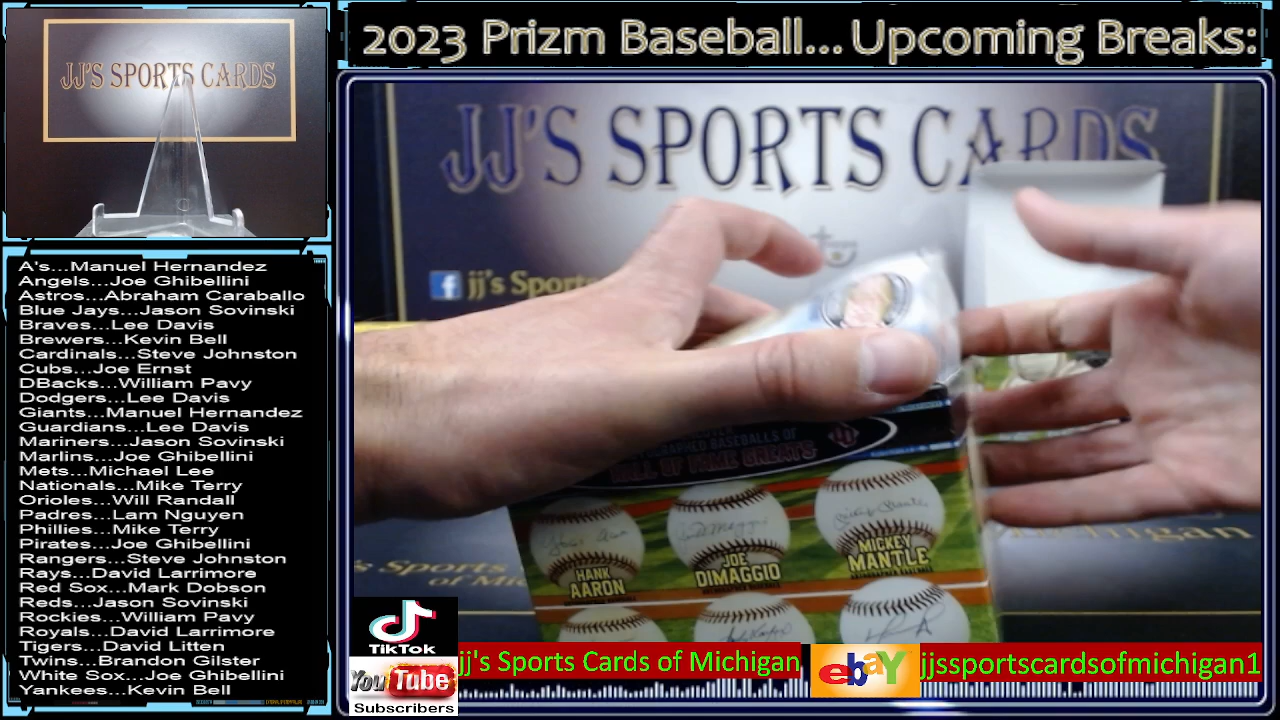 2023 Prizm Baseball... Upcoming Breaks:
JJ'S SPORTS CARDS
JJ'S SPORTS CARDS
jj's Sports
HALL OF FAME GREATS
HANK
AARON
JOE
DIMAGGIO
MICKEY
MANTLE
A's...Manuel Hernandez
Angels...Joe Ghibellini
Astros...Abraham Caraballo
Blue Jays...Jason Sovinski
Braves...Lee Davis
Brewers...Kevin Bell
Cardinals...Steve Johnston
Cubs...Joe Ernst
DBacks...William Pavy
Dodgers...Lee Davis
Giants...Manuel Hernandez
Guardians...Lee Davis
Mariners...Jason Sovinski
Marlins...Joe Ghibellini
Mets...Michael Lee
Nationals...Mike Terry
Orioles...Will Randall
Padres...Lam Nguyen
Phillies...Mike Terry
Pirates...Joe Ghibellini
Rangers...Steve Johnston
Rays...David Larrimore
Red Sox...Mark Dobson
Reds...Jason Sovinski
Rockies...William Pavy
Royals...David Larrimore
Tigers...David Litten
Twins...Brandon Gilster
White Sox...Joe Ghibellini
Yankees...Kevin Bell
TikTok
YouTube
Subscribers
jj's Sports Cards of Michigan
ebaY
jjssportscardsofmichigan1